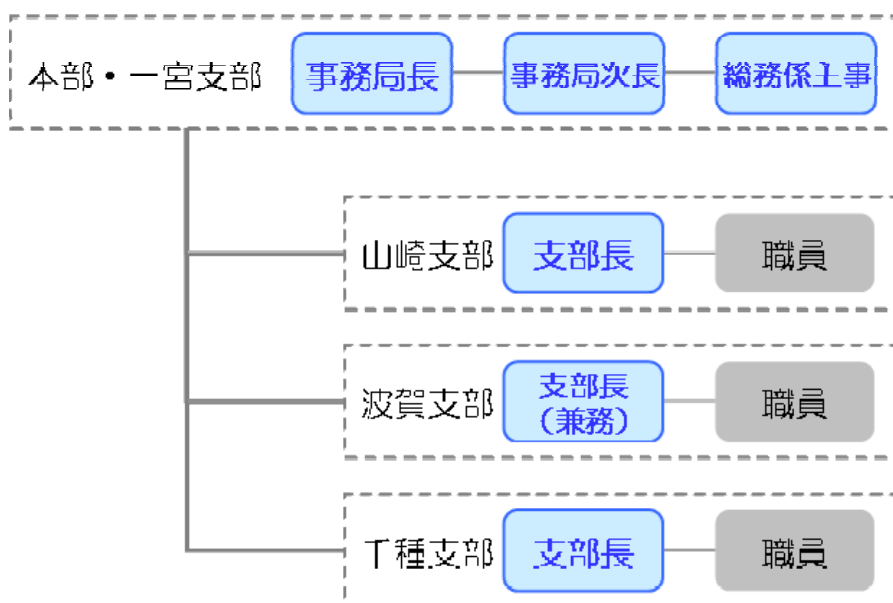 本部・一宮支部 事務局長 事務局次長 総務係主事
山崎支部 支部長 職員
波賀支部 支部長
(兼務) 職員
千種支部 支部長 職員